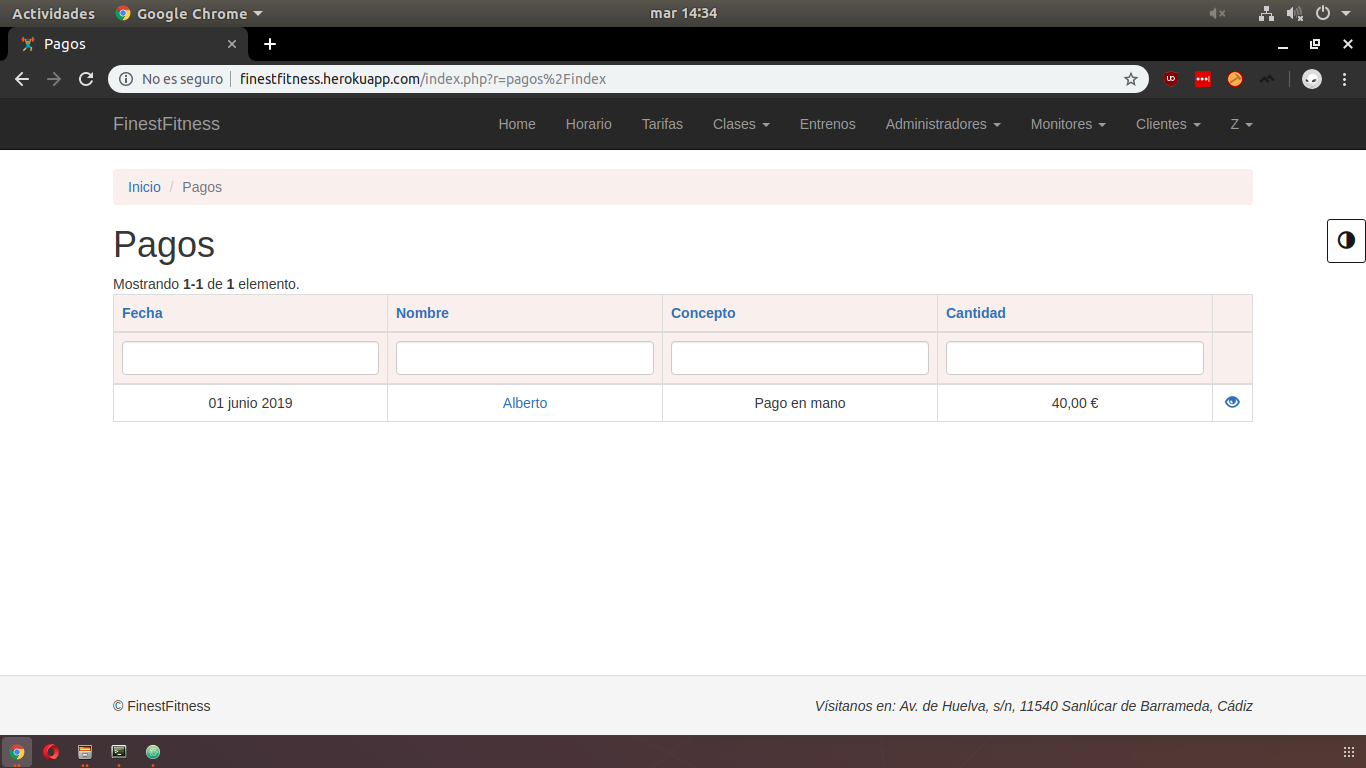 Actividades Google Chrome mar 14:34
Pagos
No es seguro finestfitness.herokuapp.com/index.php?r=pagos%2Findex
FinestFitness Home Horario Tarifas Clases Entrenos Administradores Monitores Clientes Z
Inicio / Pagos
Pagos
Mostrando 1-1 de 1 elemento.
Fecha Nombre Concepto Cantidad
01 junio 2019 Alberto Pago en mano 40,00 €
© FinestFitness Vísitanos en: Av. de Huelva, s/n, 11540 Sanlúcar de Barrameda, Cádiz